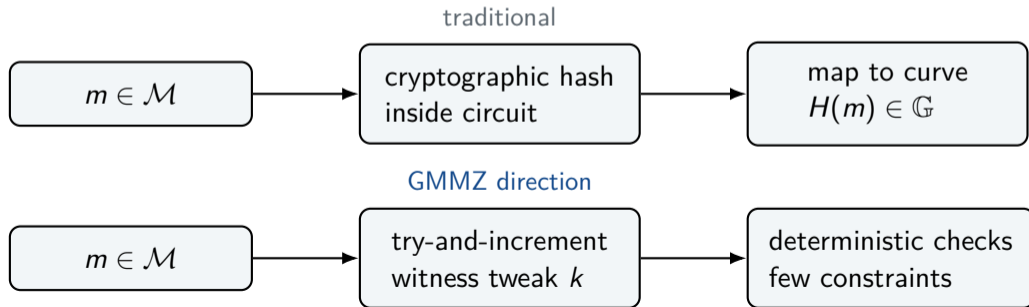 traditional
m ∈ ℳ
cryptographic hash
inside circuit
map to curve
H(m) ∈ 𝔾
GMMZ direction
m ∈ ℳ
try-and-increment
witness tweak k
deterministic checks
few constraints